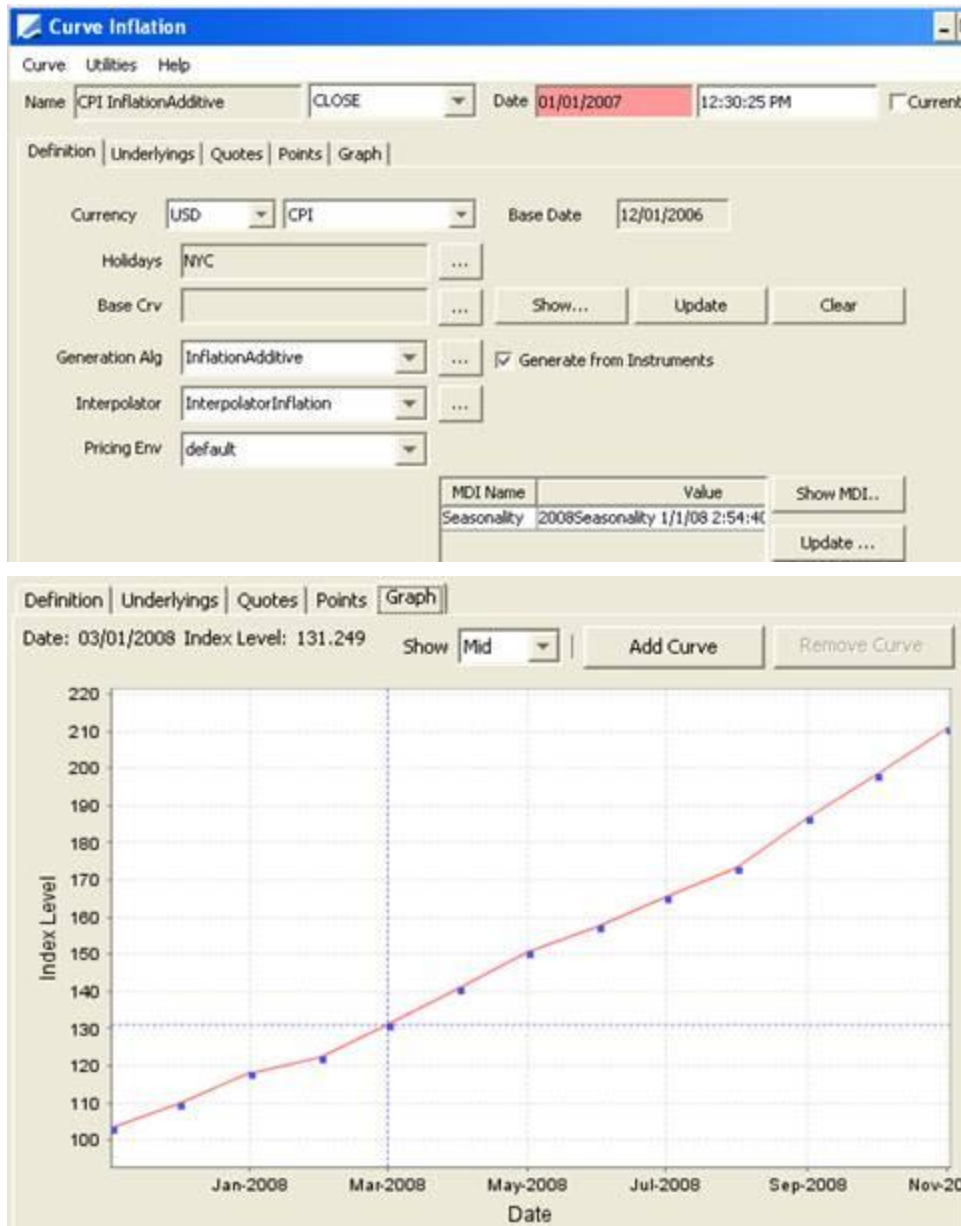 Curve Inflation
Curve Utilities Help
Name CPI InflationAdditive CLOSE Date 01/01/2007 12:30:25 PM Current
Definition Underlyings Quotes Points Graph
Currency USD CPI Base Date 12/01/2006
Holidays NYC ...
Base Crv ... Show... Update Clear
Generation Alg InflationAdditive ... Generate from Instruments
Interpolator InterpolatorInflation ...
Pricing Env default
MDI Name Value Show MDI..
Seasonality 2008Seasonality 1/1/08 2:54:40
Update ...
Definition Underlyings Quotes Points Graph
Date: 03/01/2008 Index Level: 131.249 Show Mid Add Curve Remove Curve
220
210
200
190
180
170
160
150
140
130
120
110
100
Index Level
Jan-2008 Mar-2008 May-2008 Jul-2008 Sep-2008 Nov-20
Date